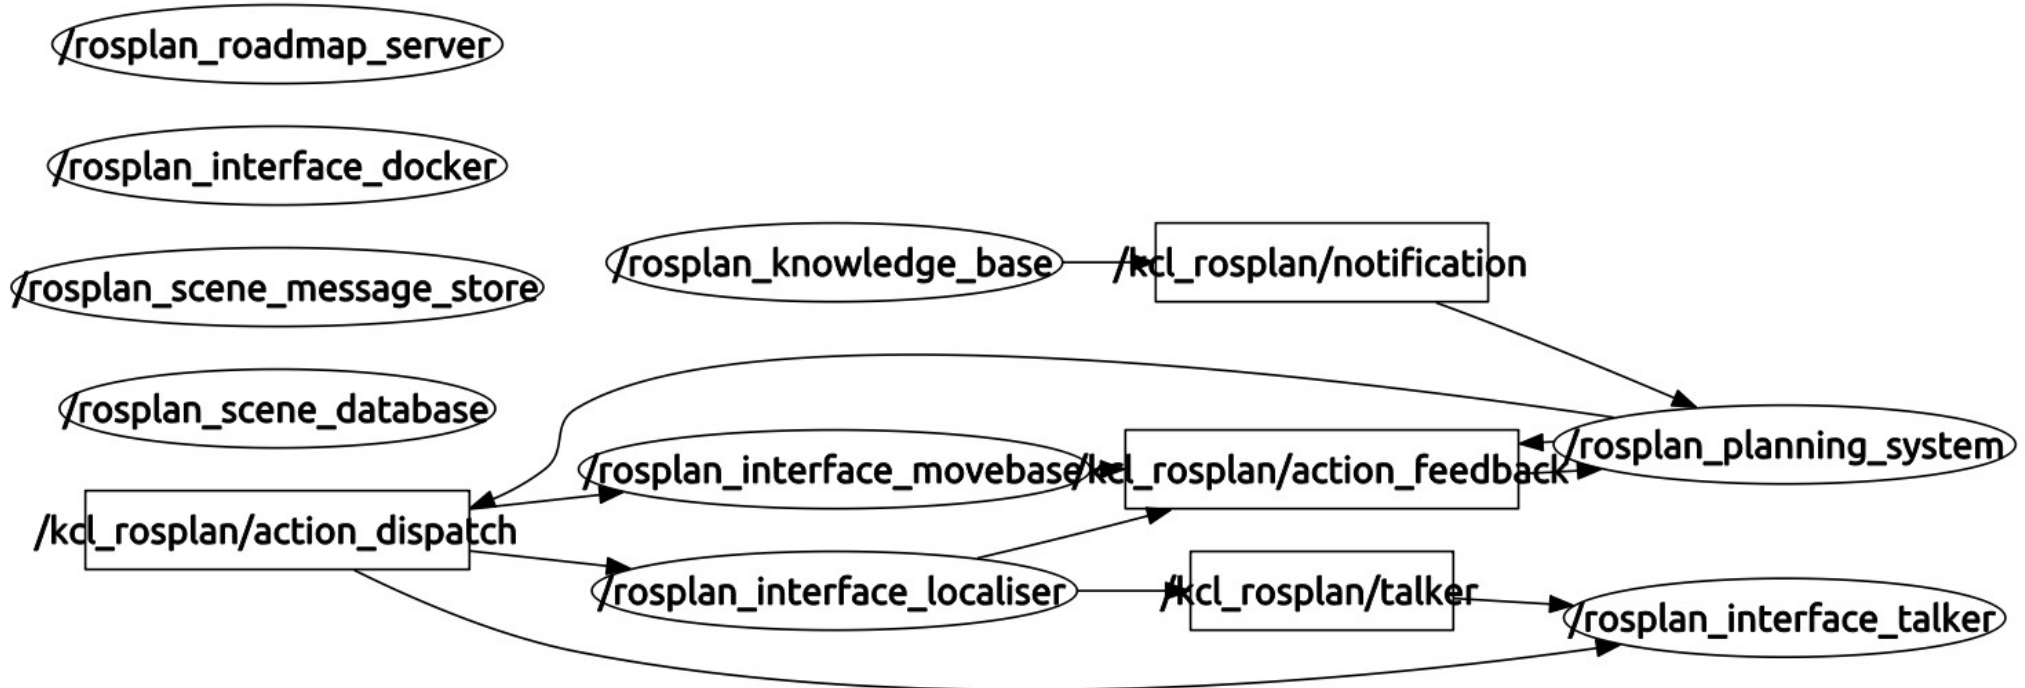 /rosplan_roadmap_server
/rosplan_interface_docker
/rosplan_scene_message_store
/rosplan_scene_database
/kcl_rosplan/action_dispatch
/rosplan_knowledge_base
/rosplan_interface_movebase
/rosplan_interface_localiser
/kcl_rosplan/notification
/kcl_rosplan/action_feedback
/kcl_rosplan/talker
/rosplan_planning_system
/rosplan_interface_talker